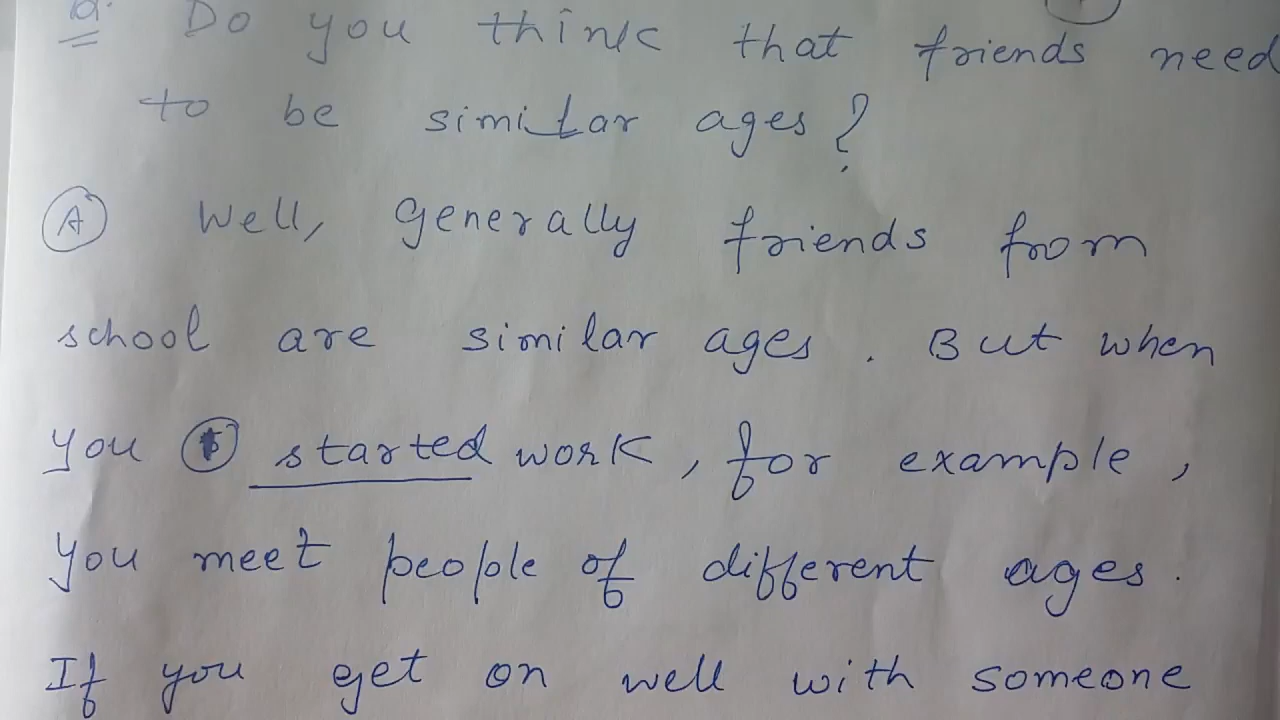 Q. Do you think that friends need
to be similar ages?
A Well, generally friends from
school are similar ages. But when
you started work, for example,
you meet people of different ages.
If you get on well with someone